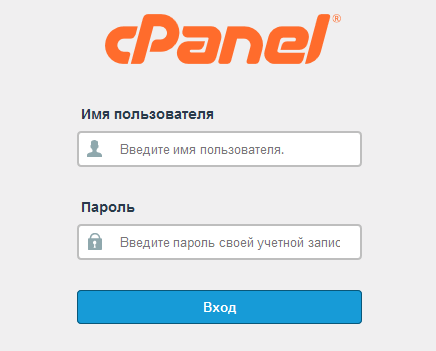 cPanel®
Имя пользователя
Введите имя пользователя.
Пароль
Введите пароль своей учетной запис
Вход